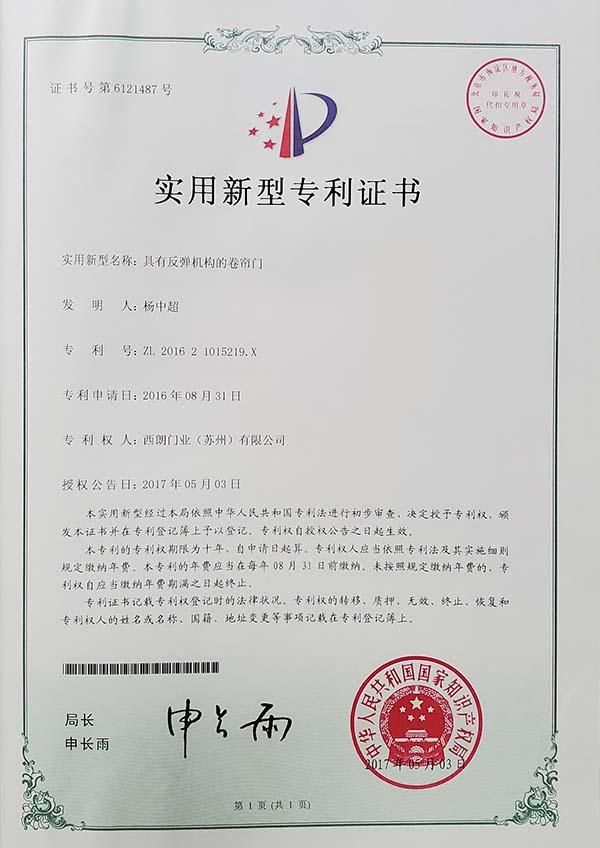 证书号第6121487号
印花税
代扣专用章
实用新型专利证书
实用新型名称：具有反弹机构的卷帘门
发 明 人：杨中超
专 利 号：ZL 2016 2 1015219.X
专利申请日：2016年08月31日
专 利 权 人：西朗门业（苏州）有限公司
授权公告日：2017年05月03日
本实用新型经过本局依照中华人民共和国专利法进行初步审查，决定授予专利权，颁
发本证书并在专利登记簿上予以登记。专利权自授权公告之日起生效。
本专利的专利权期限为十年，自申请日起算。专利权人应当依照专利法及其实施细则
规定缴纳年费。本专利的年费应当在每年08月31日前缴纳。未按照规定缴纳年费的，专
利权自应当缴纳年费期满之日起终止。
专利证书记载专利权登记时的法律状况。专利权的转移、质押、无效、终止、恢复和
专利权人的姓名或名称、国籍、地址变更等事项记载在专利登记簿上。
局长
申长雨
申长雨
中华人民共和国国家知识产权局
2017年05月03日
第1页(共1页)